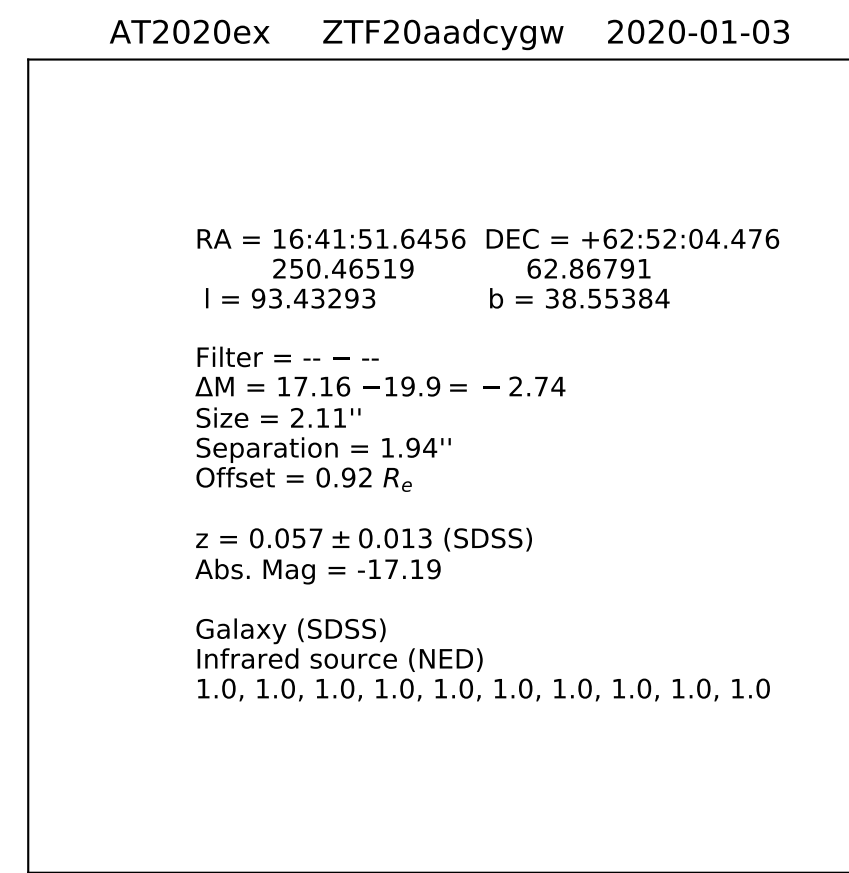 AT2020ex ZTF20aadcygw 2020-01-03
RA = 16:41:51.6456 DEC = +62:52:04.476
250.46519 62.86791
l = 93.43293 b = 38.55384
Filter = -- − --
ΔM = 17.16 −19.9 = − 2.74
Size = 2.11''
Separation = 1.94''
Offset = 0.92 Rₑ
z = 0.057 ± 0.013 (SDSS)
Abs. Mag = -17.19
Galaxy (SDSS)
Infrared source (NED)
1.0, 1.0, 1.0, 1.0, 1.0, 1.0, 1.0, 1.0, 1.0, 1.0